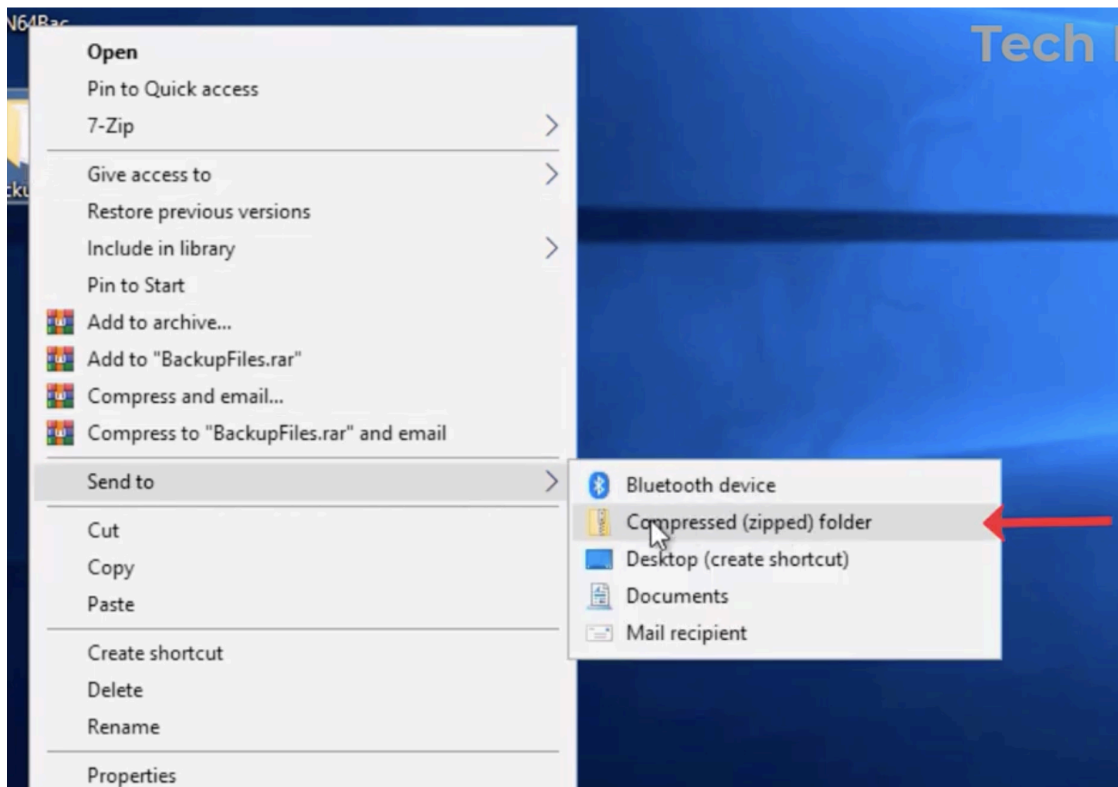 N64Bac
Open
Pin to Quick access
7-Zip
Give access to
Restore previous versions
Include in library
Pin to Start
Add to archive...
Add to "BackupFiles.rar"
Compress and email...
Compress to "BackupFiles.rar" and email
Send to
Cut
Copy
Paste
Create shortcut
Delete
Rename
Properties
Bluetooth device
Compressed (zipped) folder
Desktop (create shortcut)
Documents
Mail recipient
Tech